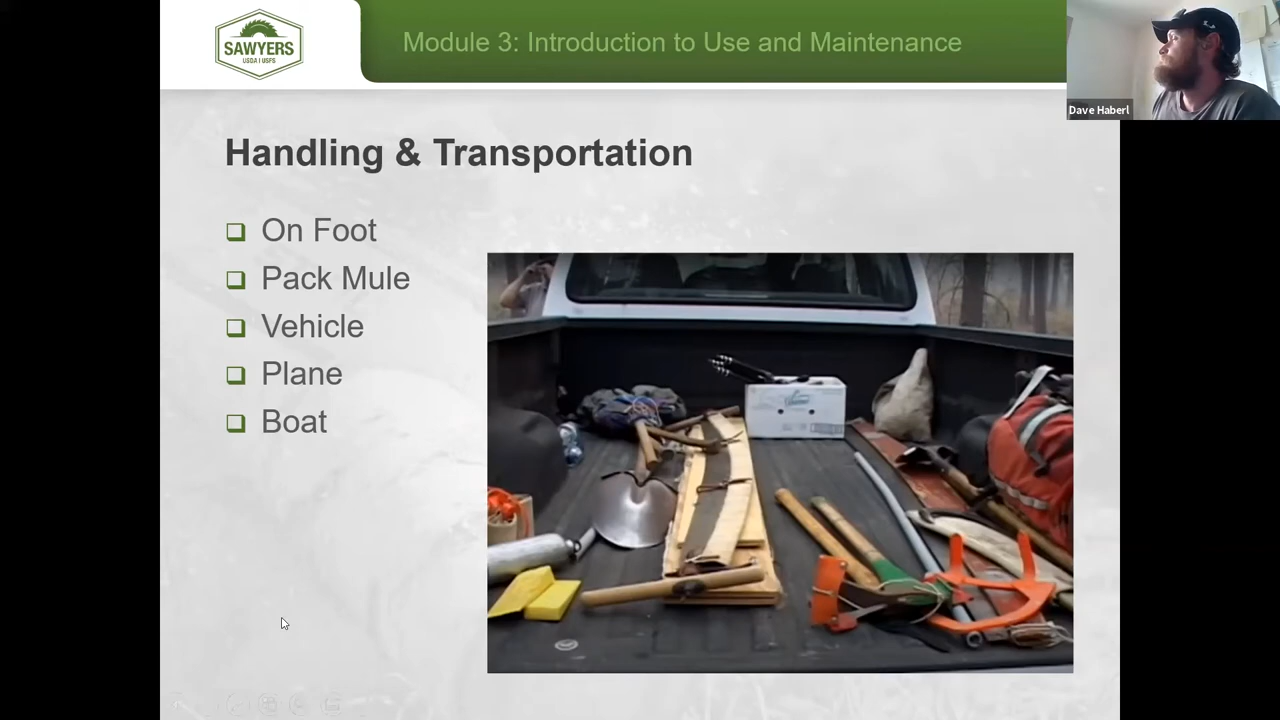 SAWYERS
USDA | USFS
Module 3: Introduction to Use and Maintenance
Dave Haberl
Handling & Transportation
On Foot
Pack Mule
Vehicle
Plane
Boat